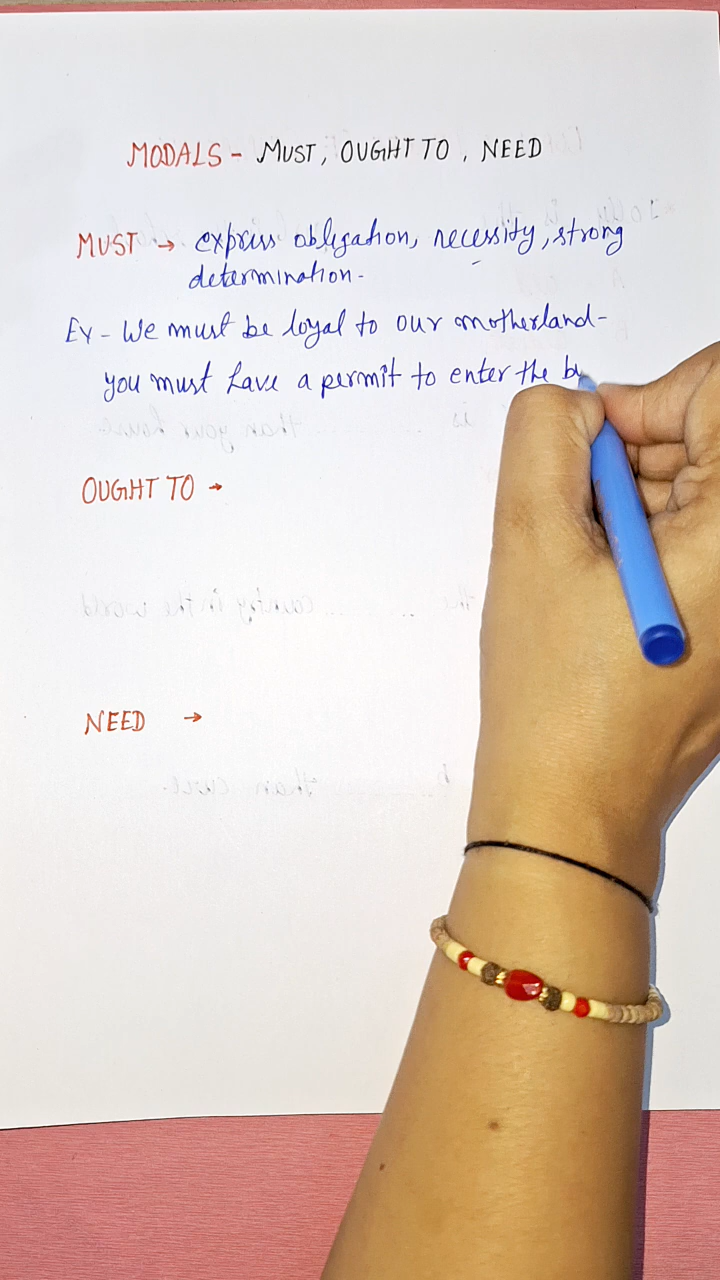 MODALS - MUST, OUGHT TO, NEED
MUST → express obligation, necessity, strong
determination.
Ex - We must be loyal to our motherland-
you must have a permit to enter the
OUGHT TO →
NEED →